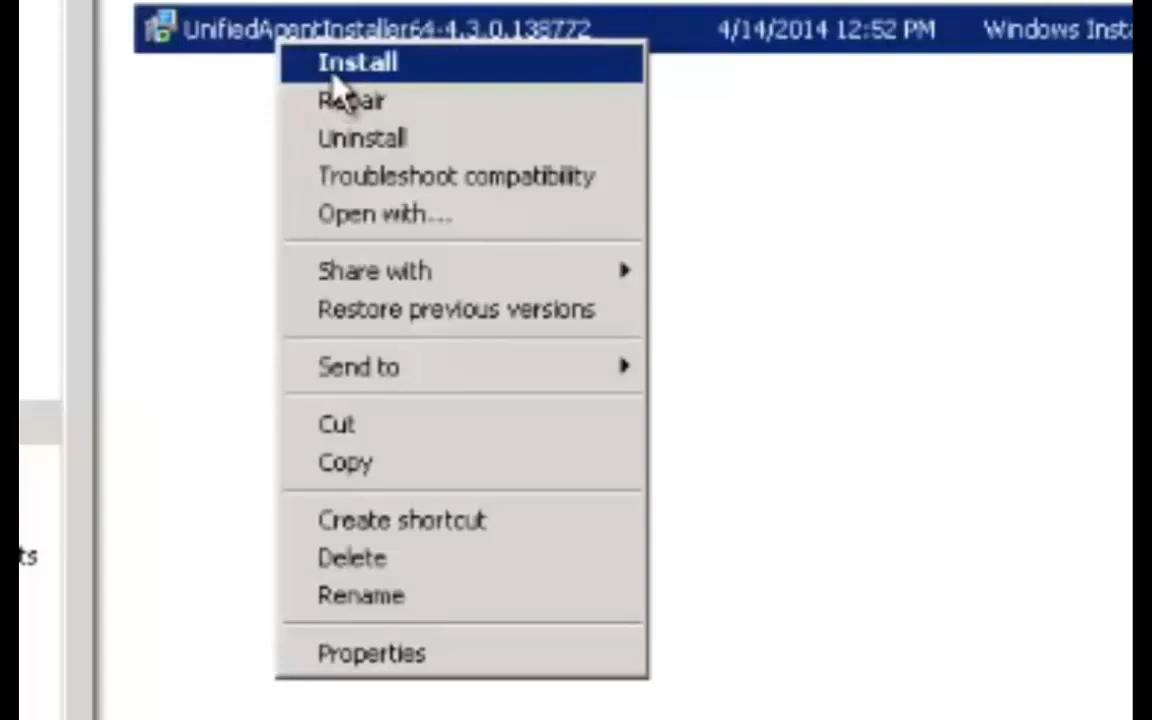 UnifiedAgentInstaller64-4.3.0.138772 4/14/2014 12:52 PM Windows Insta
Install
Repair
Uninstall
Troubleshoot compatibility
Open with...
Share with
Restore previous versions
Send to
Cut
Copy
Create shortcut
ts
Delete
Rename
Properties